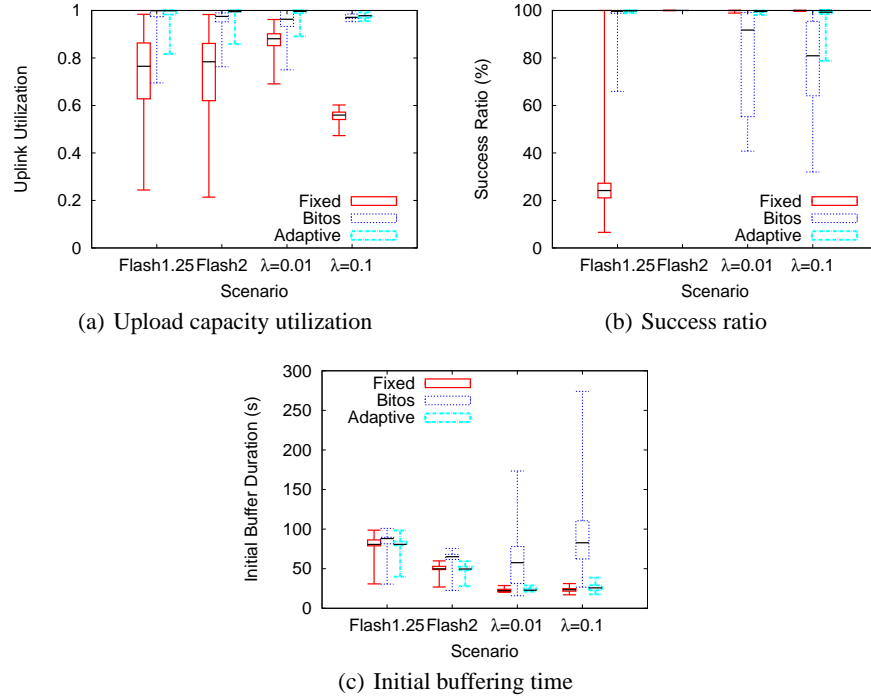 1
0.8
0.6
0.4
0.2
0
Uplink Utilization
Fixed
Bitos
Adaptive
Flash1.25 Flash2 λ=0.01 λ=0.1
Scenario
(a) Upload capacity utilization
100
80
60
40
20
0
Success Ratio (%)
Fixed
Bitos
Adaptive
Flash1.25 Flash2 λ=0.01 λ=0.1
Scenario
(b) Success ratio
300
250
200
150
100
50
0
Initial Buffer Duration (s)
Fixed
Bitos
Adaptive
Flash1.25 Flash2 λ=0.01 λ=0.1
Scenario
(c) Initial buffering time